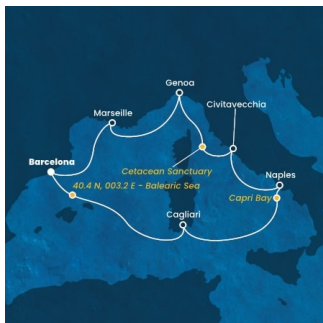 Genoa
Civitavecchia
Marseille
Barcelona
Cetacean Sanctuary
40.4 N, 003.2 E - Balearic Sea
Naples
Capri Bay
Cagliari